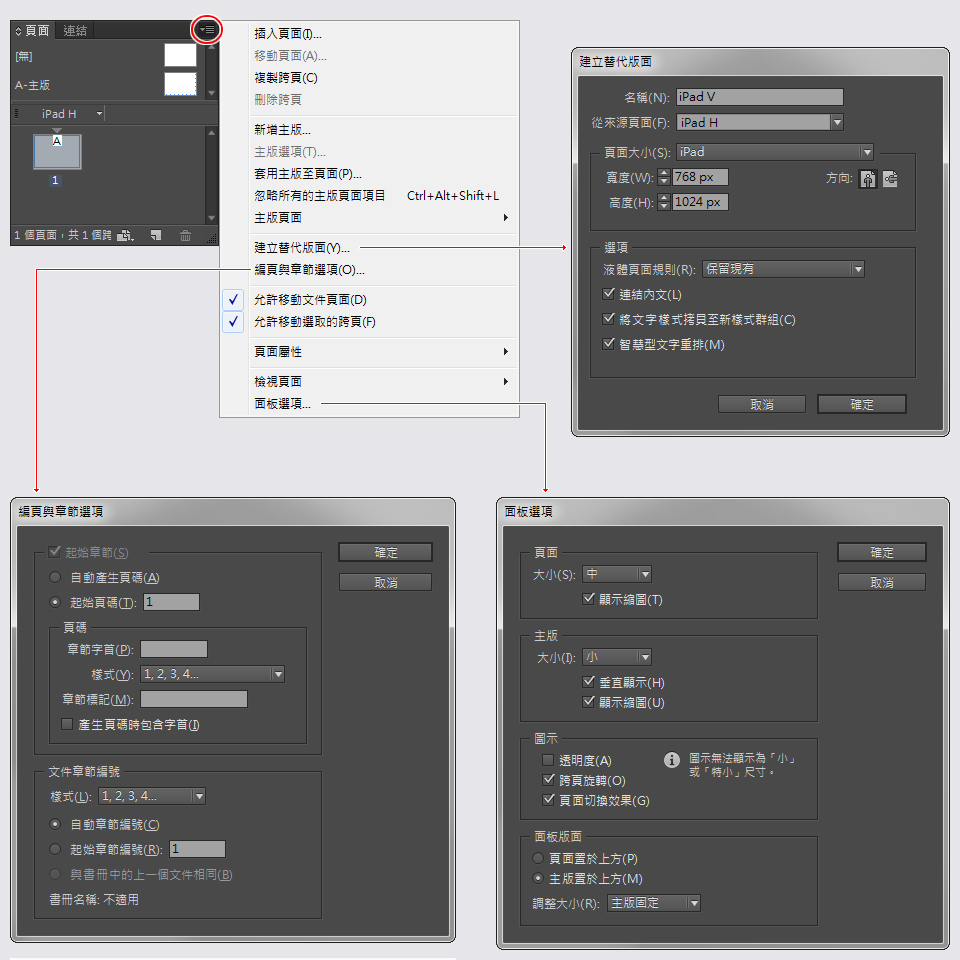 頁面
連結
[無]
A-主版
iPad H
A
1
1 個頁面，共 1 個跨
插入頁面(I)...
移動頁面(A)...
複製跨頁(C)
刪除跨頁
新增主版...
主版選項(T)...
套用主版至頁面(P)...
忽略所有的主版頁面項目 Ctrl+Alt+Shift+L
主版頁面
建立替代版面(Y)...
編頁與章節選項(O)...
允許移動文件頁面(D)
允許移動選取的跨頁(F)
頁面屬性
檢視頁面
面板選項...
建立替代版面
名稱(N): iPad V
從來源頁面(F): iPad H
頁面大小(S): iPad
寬度(W): 768 px
方向:
高度(H): 1024 px
選項
液體頁面規則(R): 保留現有
連結內文(L)
將文字樣式拷貝至新樣式群組(C)
智慧型文字重排(M)
取消
確定
編頁與章節選項
起始章節(S)
確定
取消
自動產生頁碼(A)
起始頁碼(T): 1
頁碼
章節字首(P):
樣式(Y): 1, 2, 3, 4...
章節標記(M):
產生頁碼時包含字首(I)
文件章節編號
樣式(L): 1, 2, 3, 4...
自動章節編號(C)
起始章節編號(R): 1
與書冊中的上一個文件相同(B)
書冊名稱: 不適用
面板選項
頁面
確定
取消
大小(S): 中
顯示縮圖(T)
主版
大小(I): 小
垂直顯示(H)
顯示縮圖(U)
圖示
透明度(A)
跨頁旋轉(O)
頁面切換效果(G)
圖示無法顯示為「小」
或「特小」尺寸。
面板版面
頁面置於上方(P)
主版置於上方(M)
調整大小(R): 主版固定